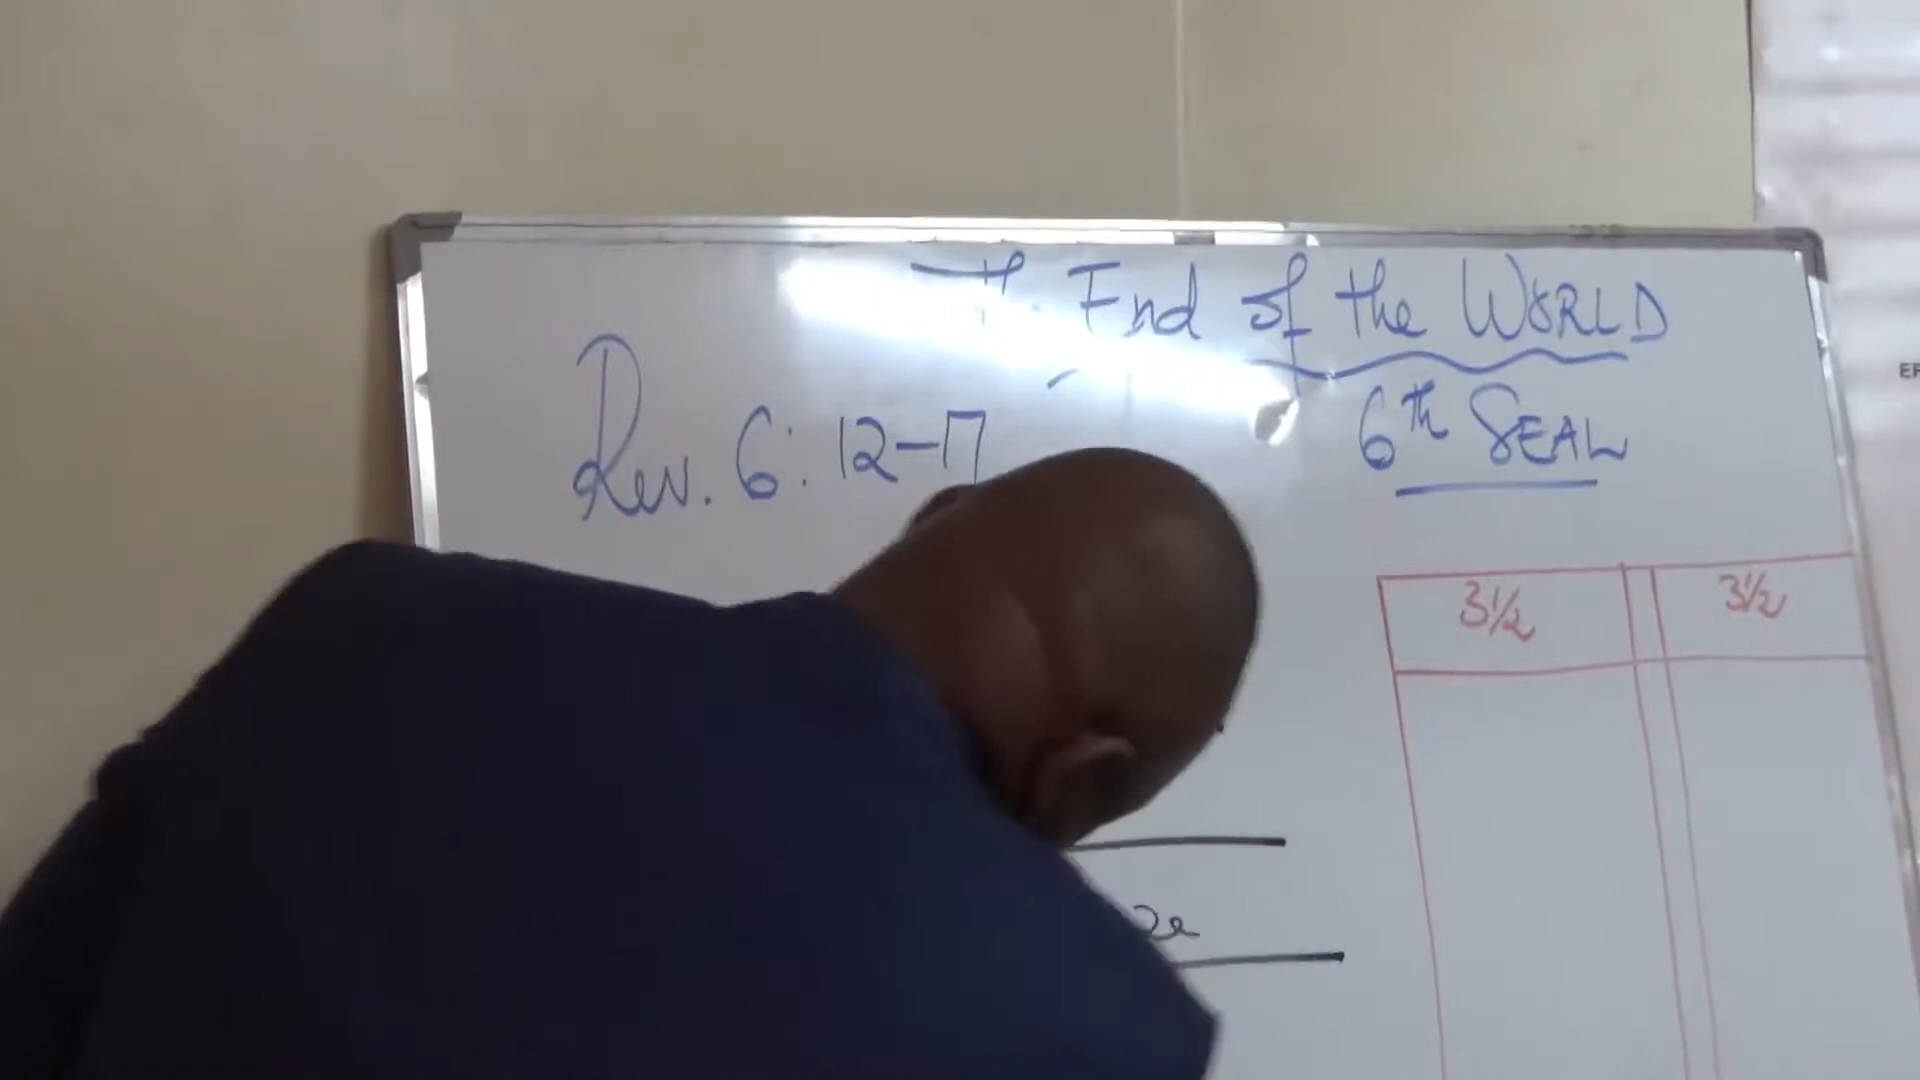 The End of the WORLD
Rev. 6: 12-17
6th SEAL
3½ 3½